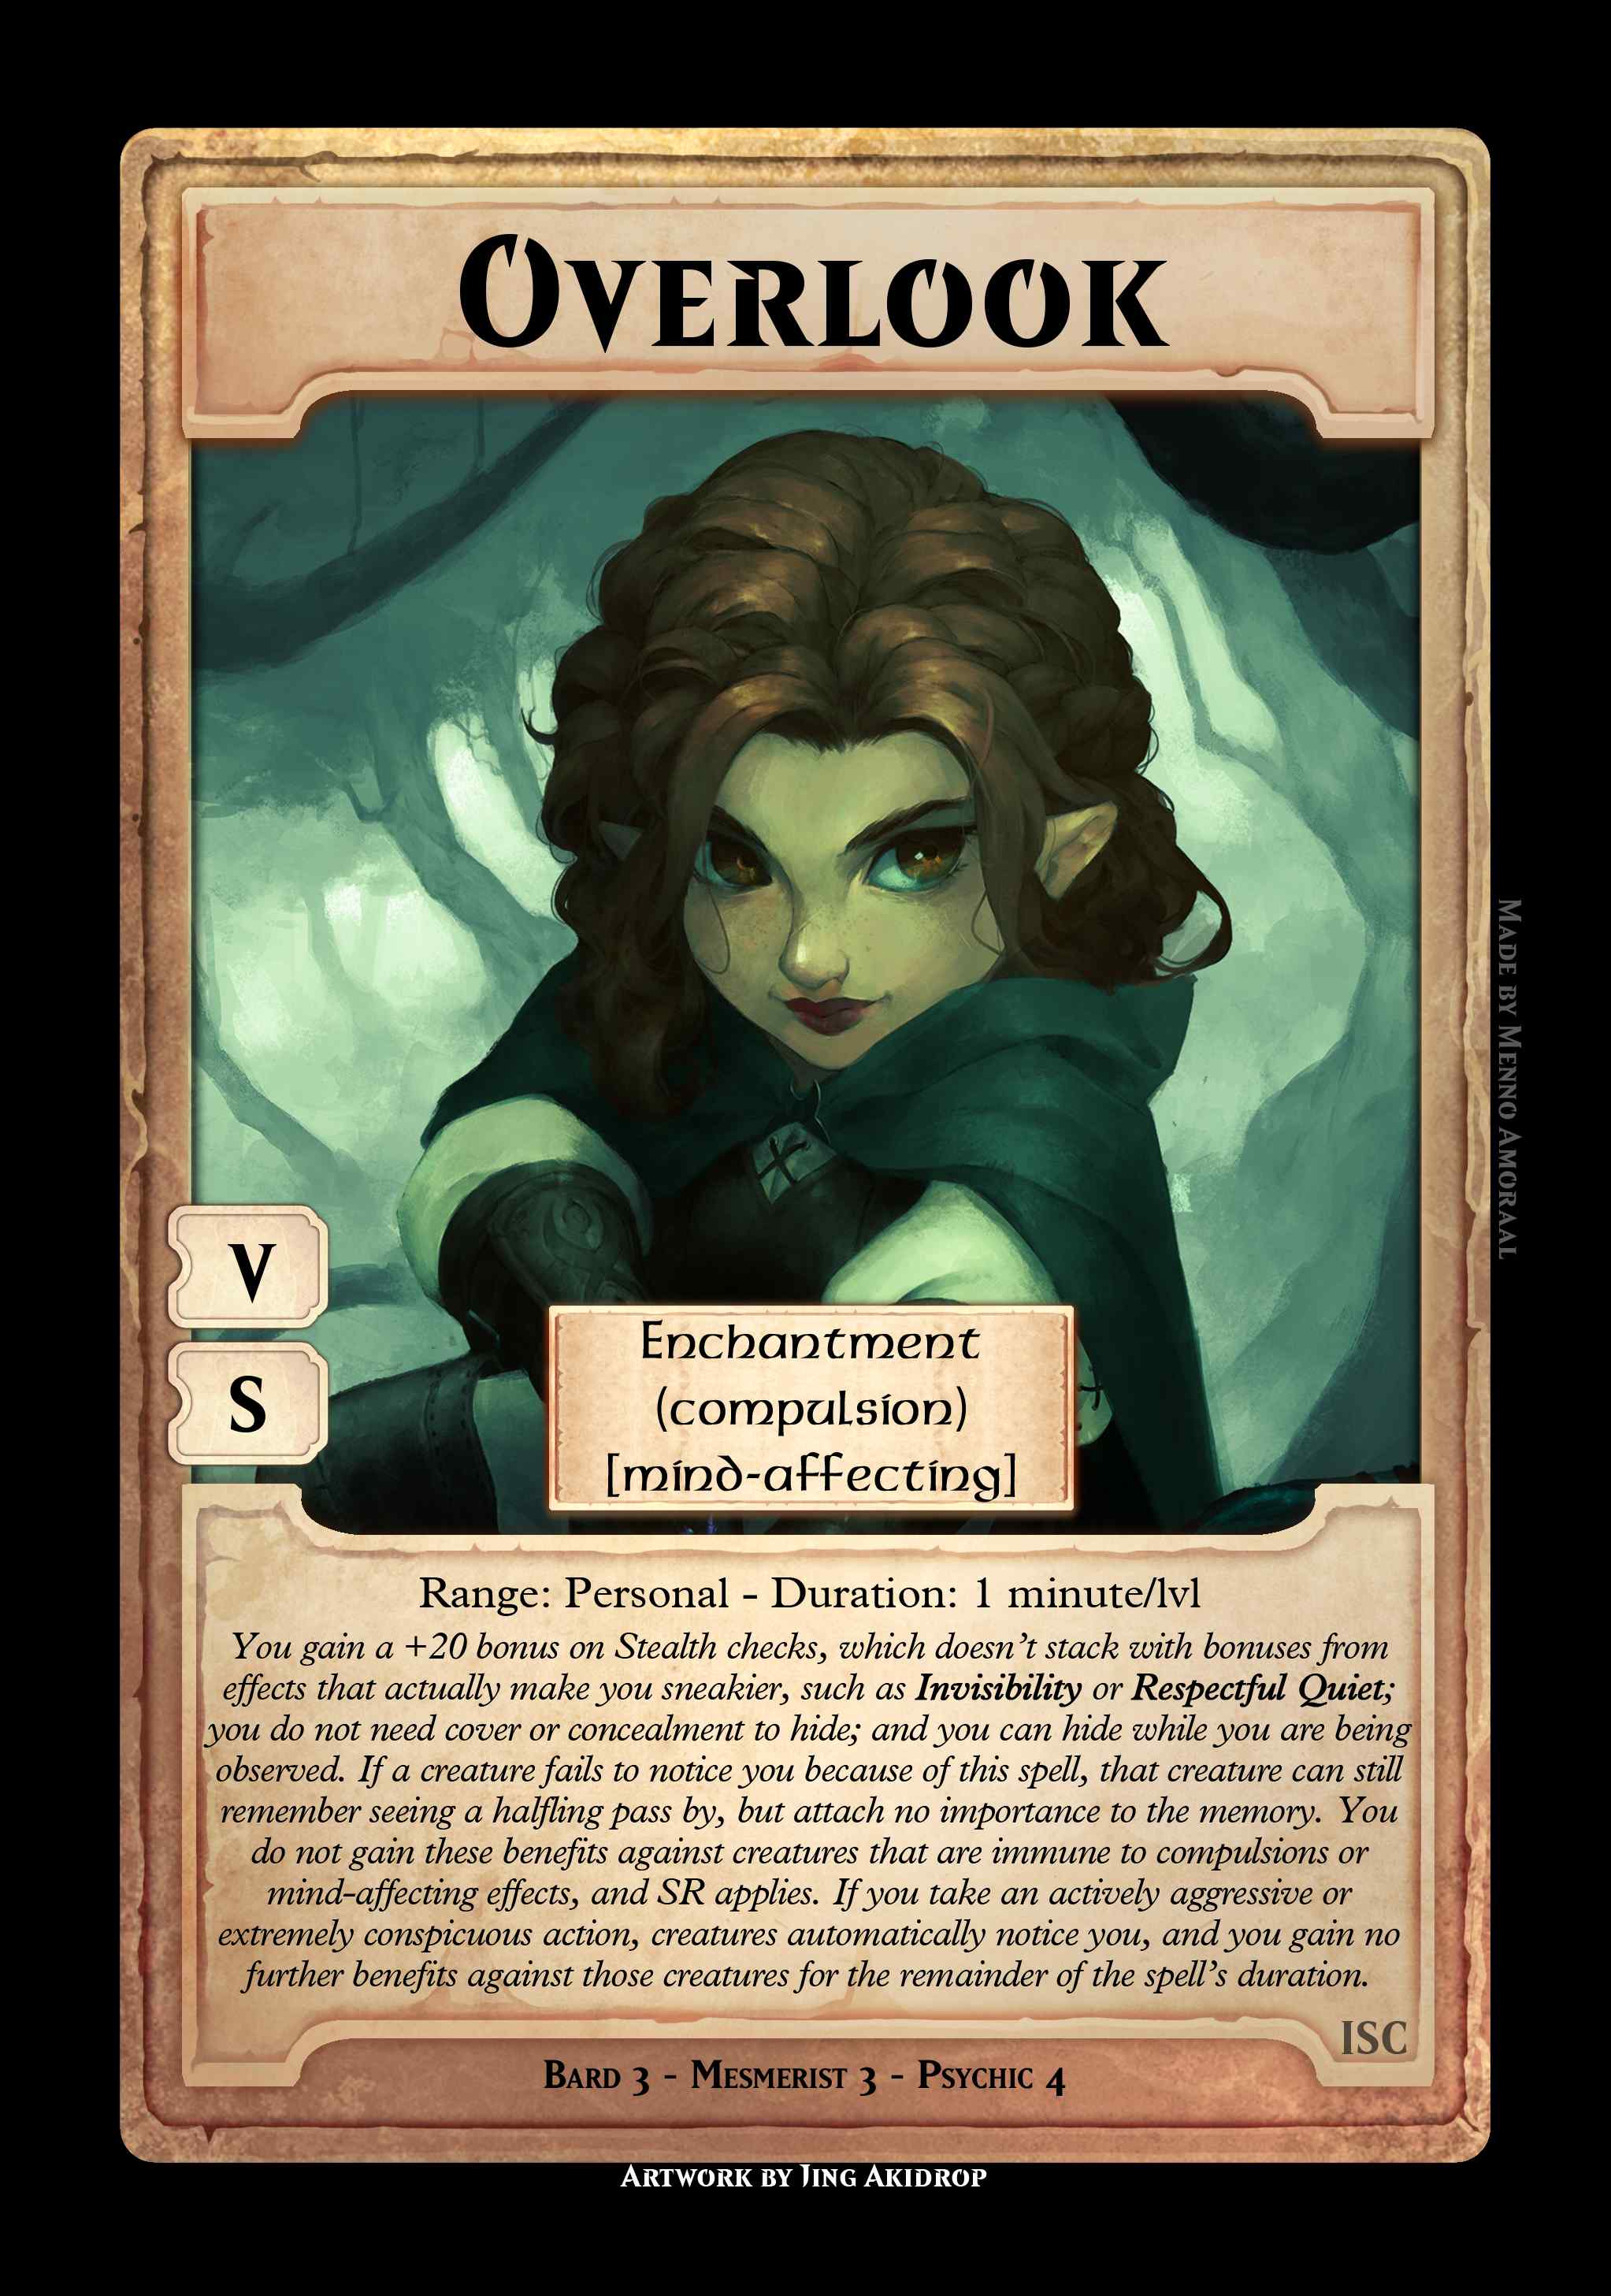 Overlook
V
S
Enchantment
(compulsion)
[mind-affecting]
Range: Personal - Duration: 1 minute/lvl
You gain a +20 bonus on Stealth checks, which doesn’t stack with bonuses from
effects that actually make you sneakier, such as Invisibility or Respectful Quiet;
you do not need cover or concealment to hide; and you can hide while you are being
observed. If a creature fails to notice you because of this spell, that creature can still
remember seeing a halfling pass by, but attach no importance to the memory. You
do not gain these benefits against creatures that are immune to compulsions or
mind-affecting effects, and SR applies. If you take an actively aggressive or
extremely conspicuous action, creatures automatically notice you, and you gain no
further benefits against those creatures for the remainder of the spell’s duration.
ISC
Bard 3 - Mesmerist 3 - Psychic 4
Artwork by Jing Akidrop
Made by Menno Amoraal